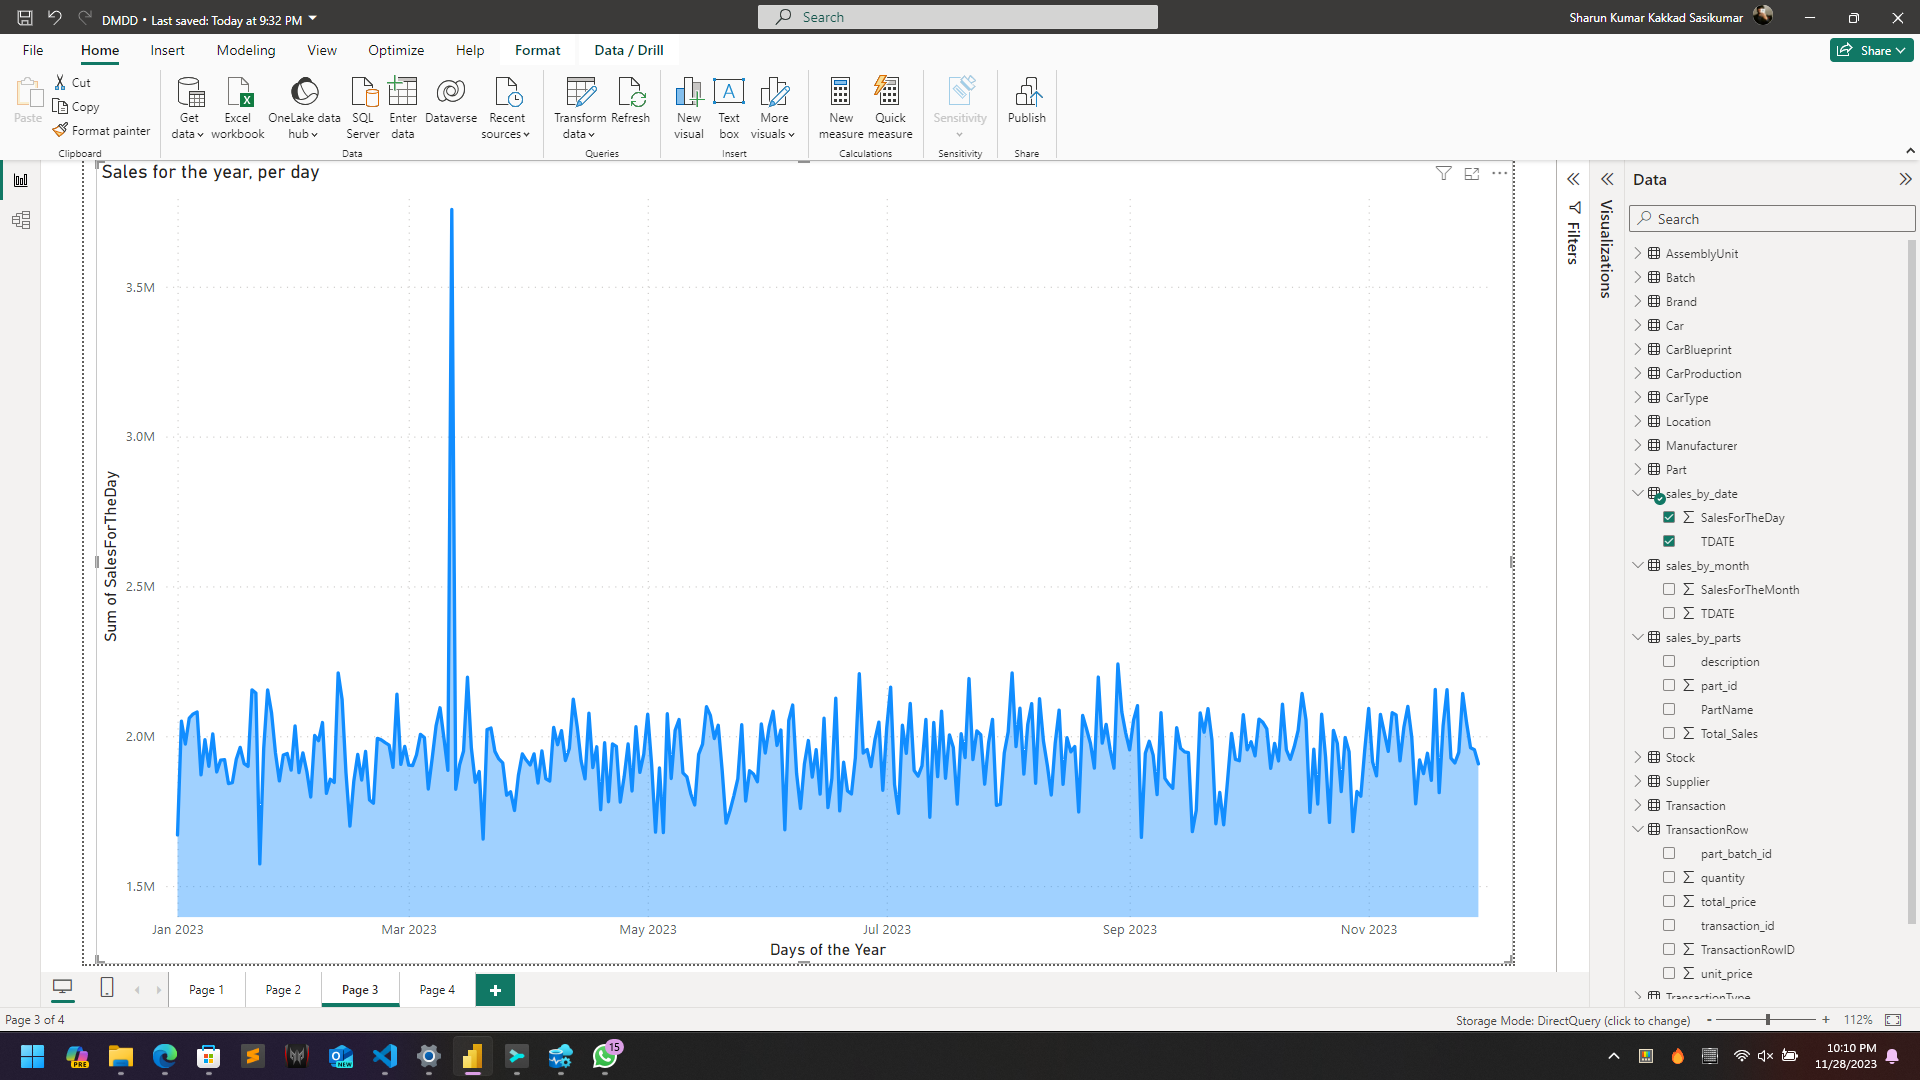 DMDD • Last saved: Today at 9:32 PM
Search
Sharun Kumar Kakkad Sasikumar
File
Home
Insert
Modeling
View
Optimize
Help
Format
Data / Drill
Share
Paste
Cut
Copy
Format painter
Clipboard
Get data
Excel workbook
OneLake data hub
SQL Server
Enter data
Dataverse
Recent sources
Data
Transform data
Refresh
Queries
New visual
Text box
More visuals
Insert
New measure
Quick measure
Calculations
Sensitivity
Sensitivity
Publish
Share
Sales for the year, per day
Sum of SalesForTheDay
3.5M
3.0M
2.5M
2.0M
1.5M
Jan 2023
Mar 2023
May 2023
Jul 2023
Sep 2023
Nov 2023
Days of the Year
Filters
Visualizations
Data
Search
AssemblyUnit
Batch
Brand
Car
CarBlueprint
CarProduction
CarType
Location
Manufacturer
Part
sales_by_date
SalesForTheDay
TDATE
sales_by_month
SalesForTheMonth
TDATE
sales_by_parts
description
part_id
PartName
Total_Sales
Stock
Supplier
Transaction
TransactionRow
part_batch_id
quantity
total_price
transaction_id
TransactionRowID
unit_price
TransactionType
Page 1
Page 2
Page 3
Page 4
Page 3 of 4
Storage Mode: DirectQuery (click to change)
112%
PRE
NEW
15
10:10 PM
11/28/2023